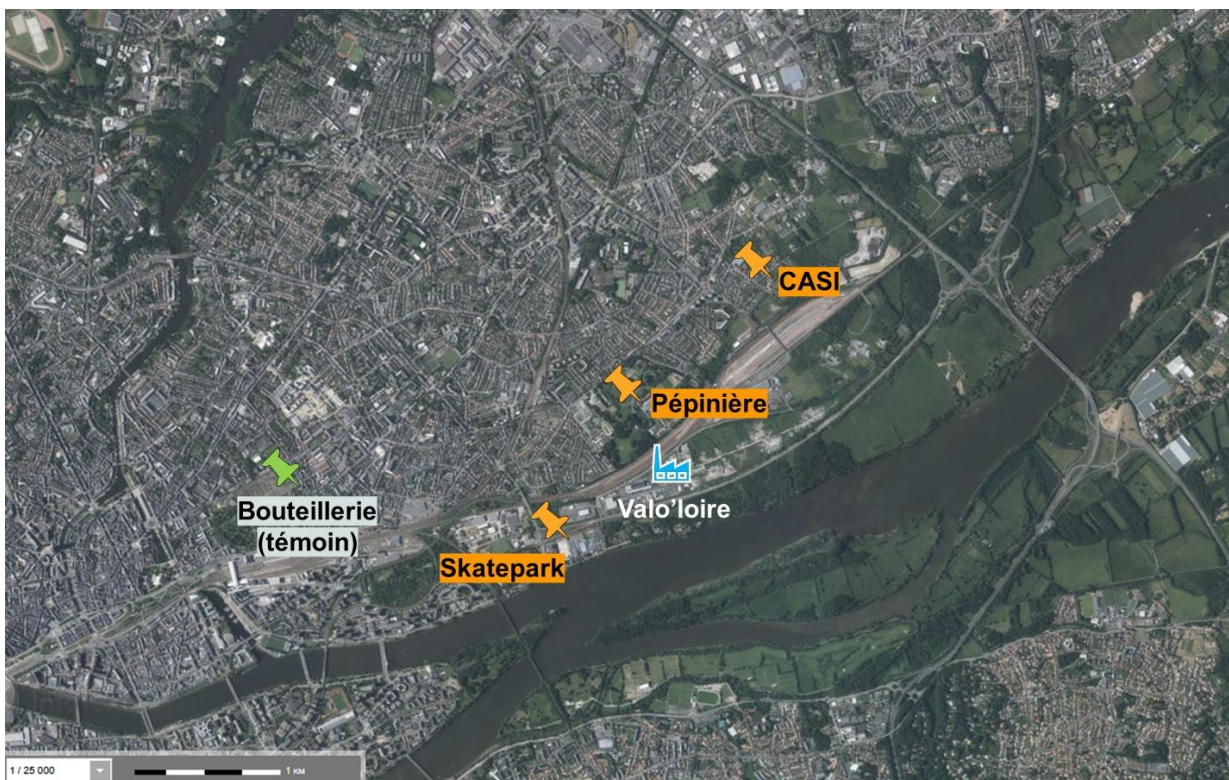 CASI
Pépinière
Valo'loire
Bouteillerie
(témoin)
Skatepark
1 / 25 000
1 KM